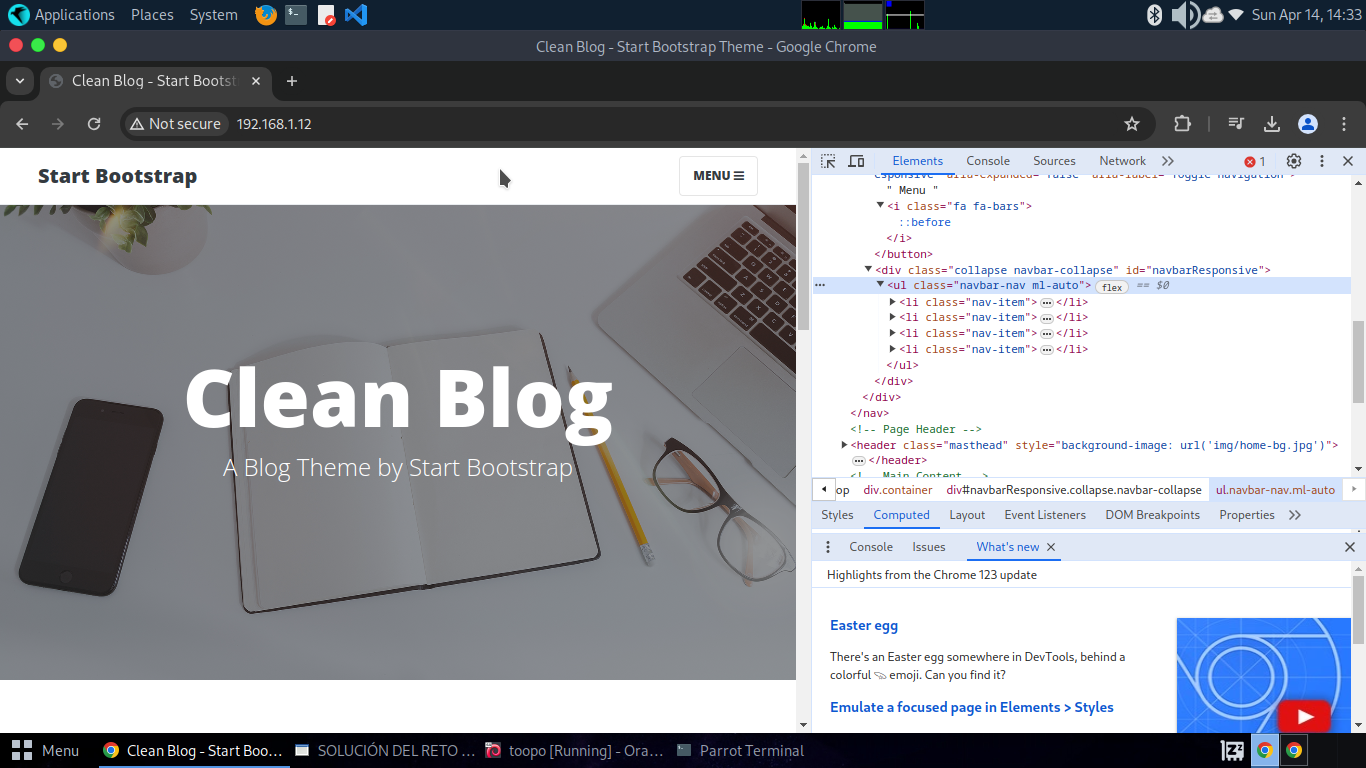 Applications Places System
Sun Apr 14, 14:33
Clean Blog - Start Bootstrap Theme - Google Chrome
Clean Blog - Start Bootst
Not secure 192.168.1.12
Start Bootstrap
MENU
Clean Blog
A Blog Theme by Start Bootstrap
Elements Console Sources Network 1
esponsive" aria-expanded="false" aria-label="Toggle navigation">
" Menu "
<i class="fa fa-bars">
::before
</i>
</button>
<div class="collapse navbar-collapse" id="navbarResponsive">
<ul class="navbar-nav ml-auto"> flex == $0
<li class="nav-item"> … </li>
<li class="nav-item"> … </li>
<li class="nav-item"> … </li>
<li class="nav-item"> … </li>
</ul>
</div>
</div>
</nav>
<!-- Page Header -->
<header class="masthead" style="background-image: url('img/home-bg.jpg')">
… </header>
<!-- Main Content -->
op div.container div#navbarResponsive.collapse.navbar-collapse ul.navbar-nav.ml-auto
Styles Computed Layout Event Listeners DOM Breakpoints Properties
Console Issues What's new
Highlights from the Chrome 123 update
Easter egg
There's an Easter egg somewhere in DevTools, behind a
colorful emoji. Can you find it?
Emulate a focused page in Elements > Styles
Menu Clean Blog - Start Boo... SOLUCIÓN DEL RETO ... toopo [Running] - Ora... Parrot Terminal